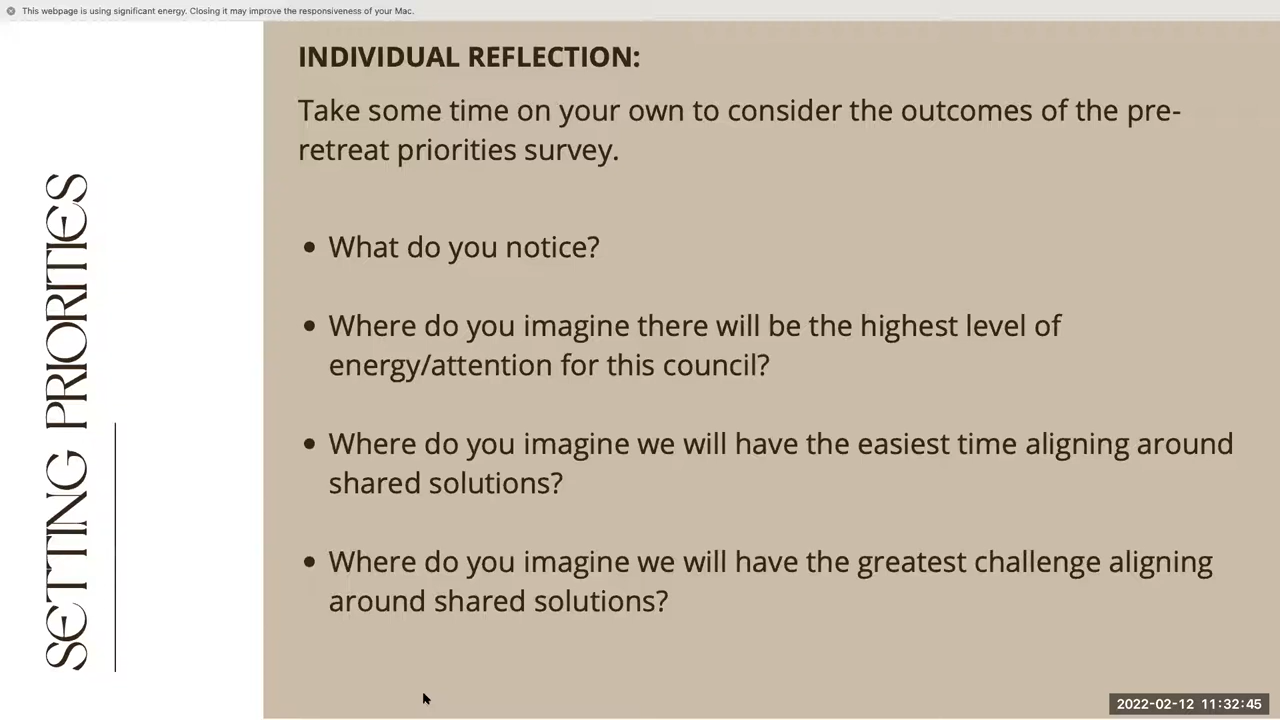 This webpage is using significant energy. Closing it may improve the responsiveness of your Mac.
SETTING PRIORITIES
INDIVIDUAL REFLECTION:
Take some time on your own to consider the outcomes of the pre-
retreat priorities survey.
• What do you notice?
• Where do you imagine there will be the highest level of
energy/attention for this council?
• Where do you imagine we will have the easiest time aligning around
shared solutions?
• Where do you imagine we will have the greatest challenge aligning
around shared solutions?
2022-02-12 11:32:45